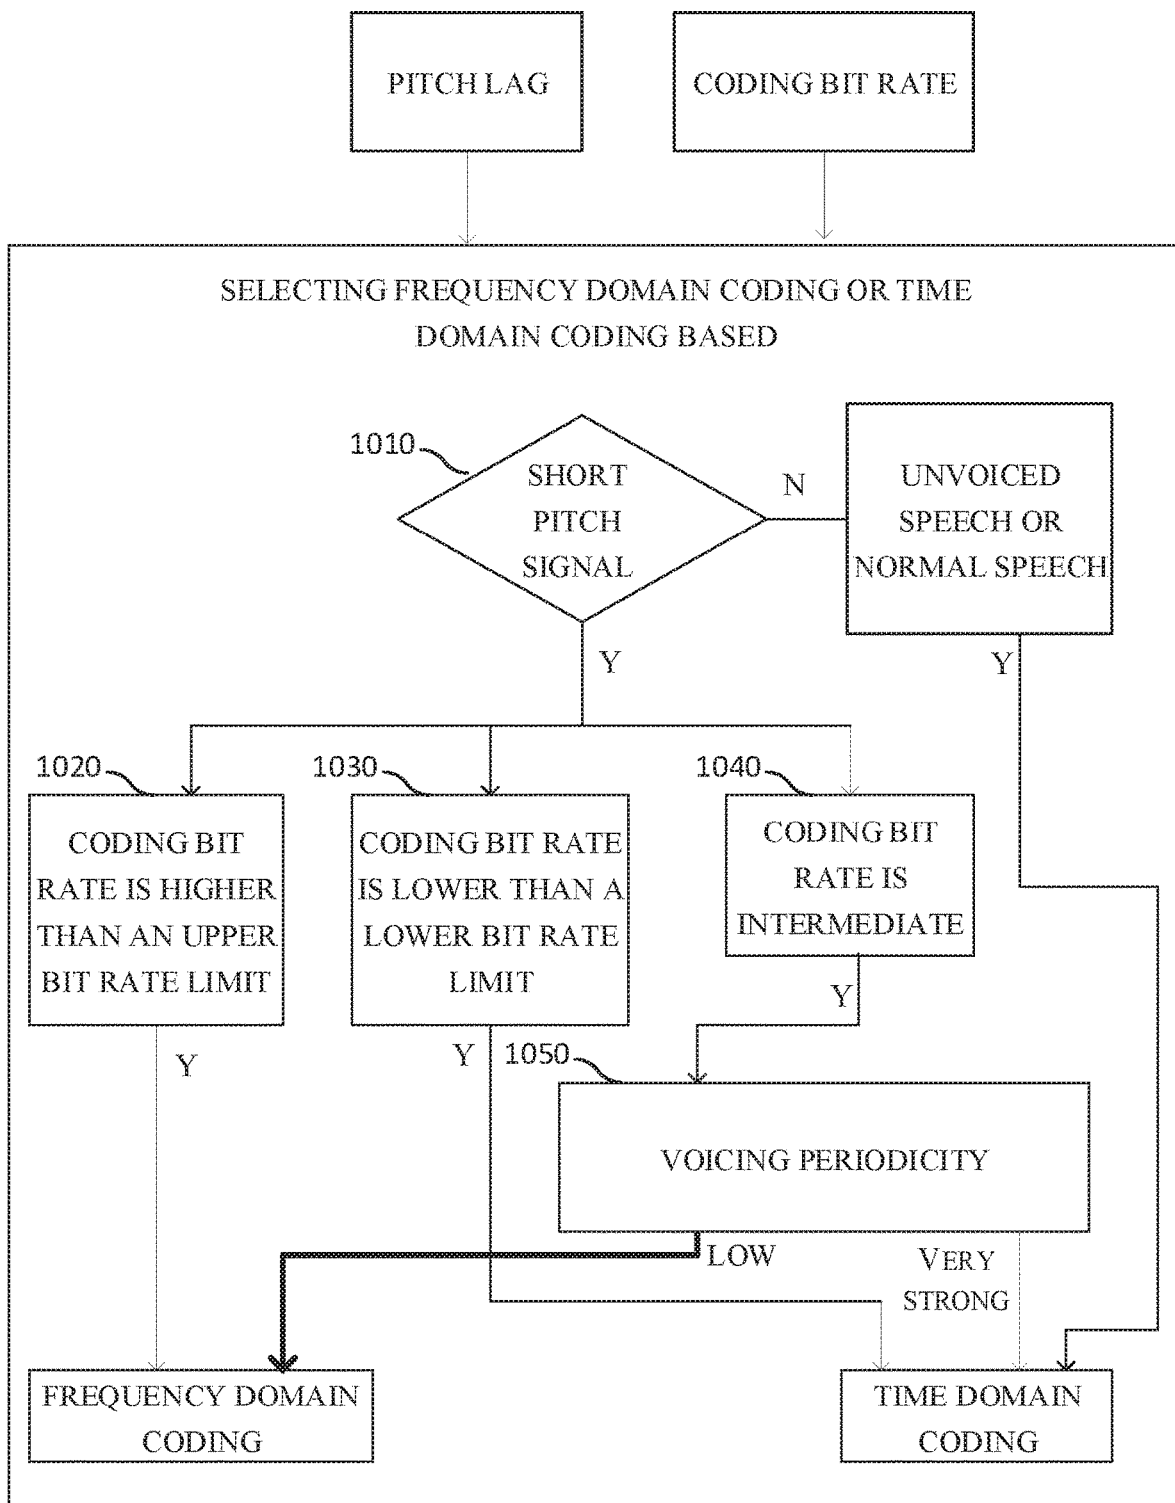 PITCH LAG
CODING BIT RATE
SELECTING FREQUENCY DOMAIN CODING OR TIME
DOMAIN CODING BASED
1010
SHORT
PITCH
SIGNAL
N
UNVOICED
SPEECH OR
NORMAL SPEECH
Y
Y
1020
1030
1040
CODING BIT
RATE IS HIGHER
THAN AN UPPER
BIT RATE LIMIT
CODING BIT RATE
IS LOWER THAN A
LOWER BIT RATE
LIMIT
CODING BIT
RATE IS
INTERMEDIATE
Y
Y
Y
1050
VOICING PERIODICITY
LOW
VERY
STRONG
FREQUENCY DOMAIN
CODING
TIME DOMAIN
CODING